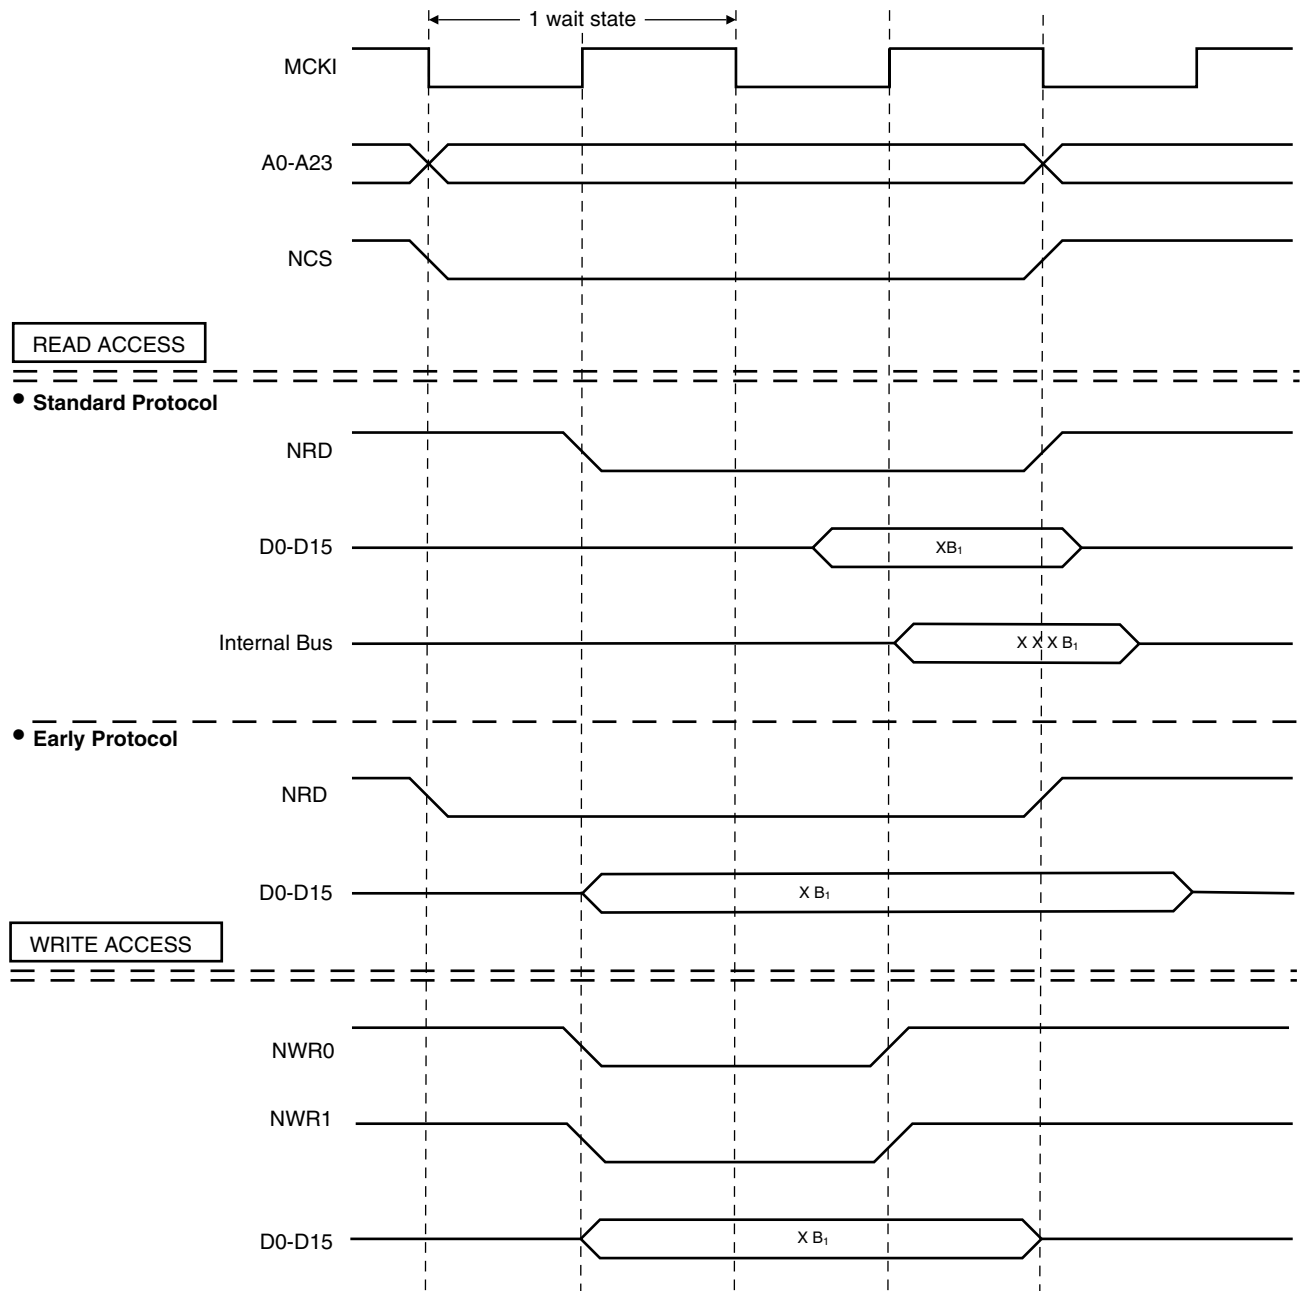 1 wait state
MCKI
A0-A23
NCS
READ ACCESS
• Standard Protocol
NRD
D0-D15 XB₁
Internal Bus X X X B₁
• Early Protocol
NRD
D0-D15 X B₁
WRITE ACCESS
NWR0
NWR1
D0-D15 X B₁